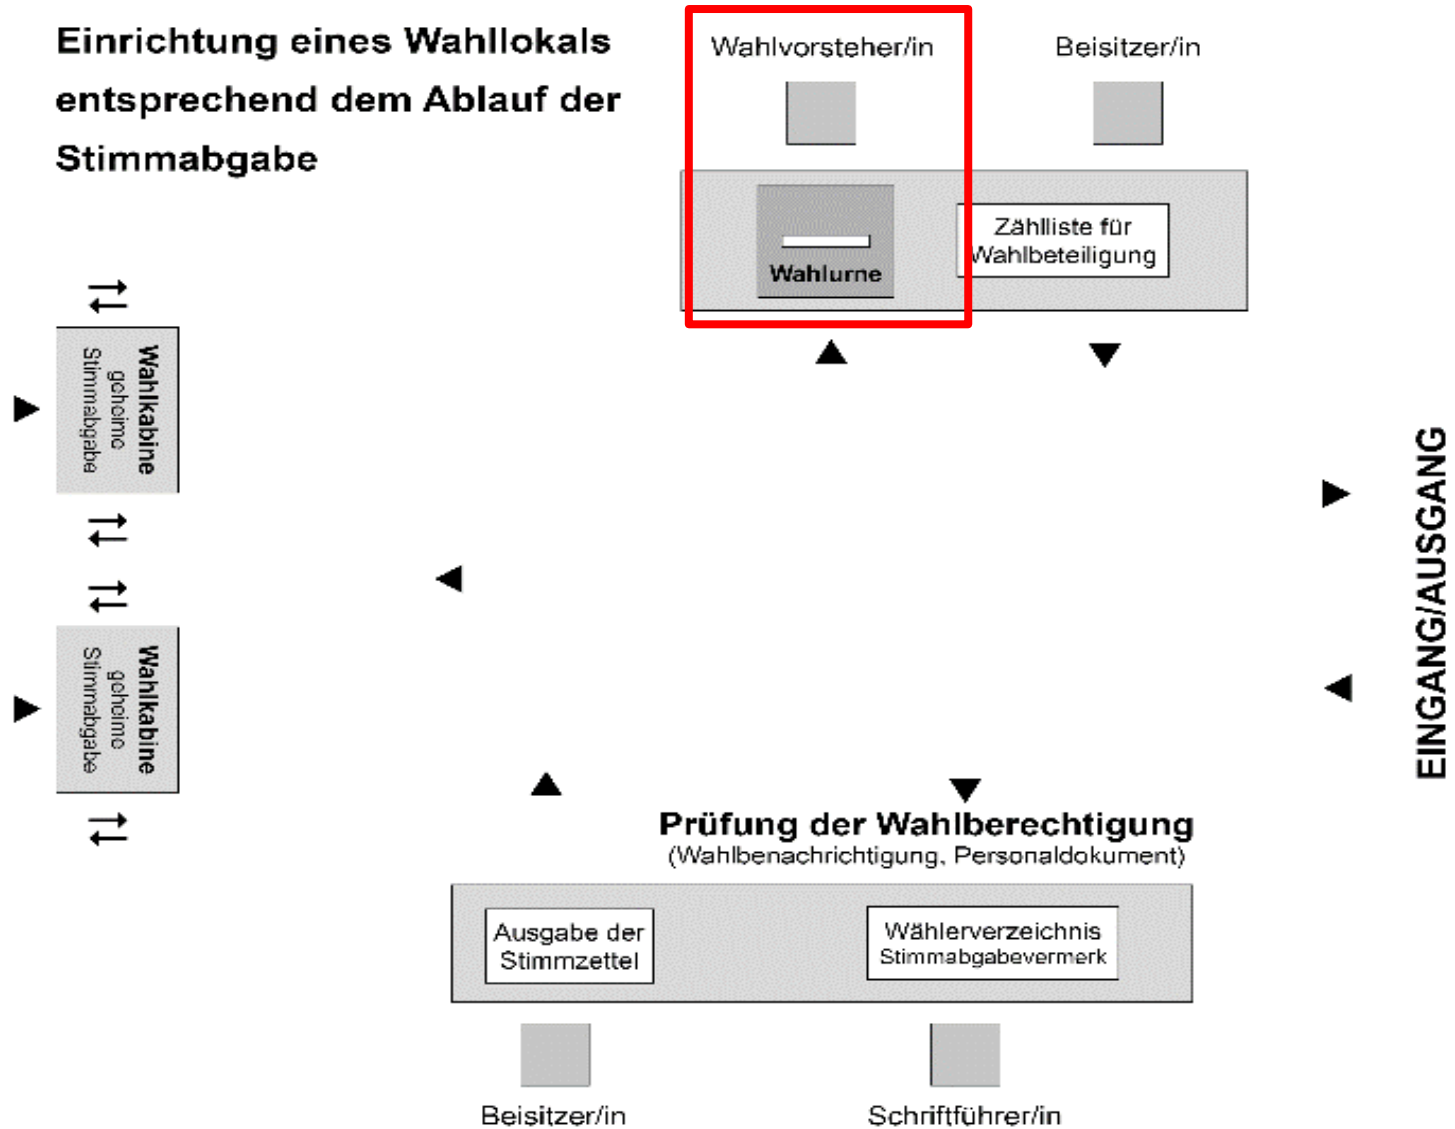 Einrichtung eines Wahllokals
entsprechend dem Ablauf der
Stimmabgabe
Wahlvorsteher/in
Beisitzer/in
Wahlurne
Zählliste für
Wahlbeteiligung
Wahlkabine
geheime
Stimmabgabe
Wahlkabine
geheime
Stimmabgabe
EINGANG/AUSGANG
Prüfung der Wahlberechtigung
(Wahlbenachrichtigung, Personaldokument)
Ausgabe der
Stimmzettel
Wählerverzeichnis
Stimmabgabevermerk
Beisitzer/in
Schriftführer/in